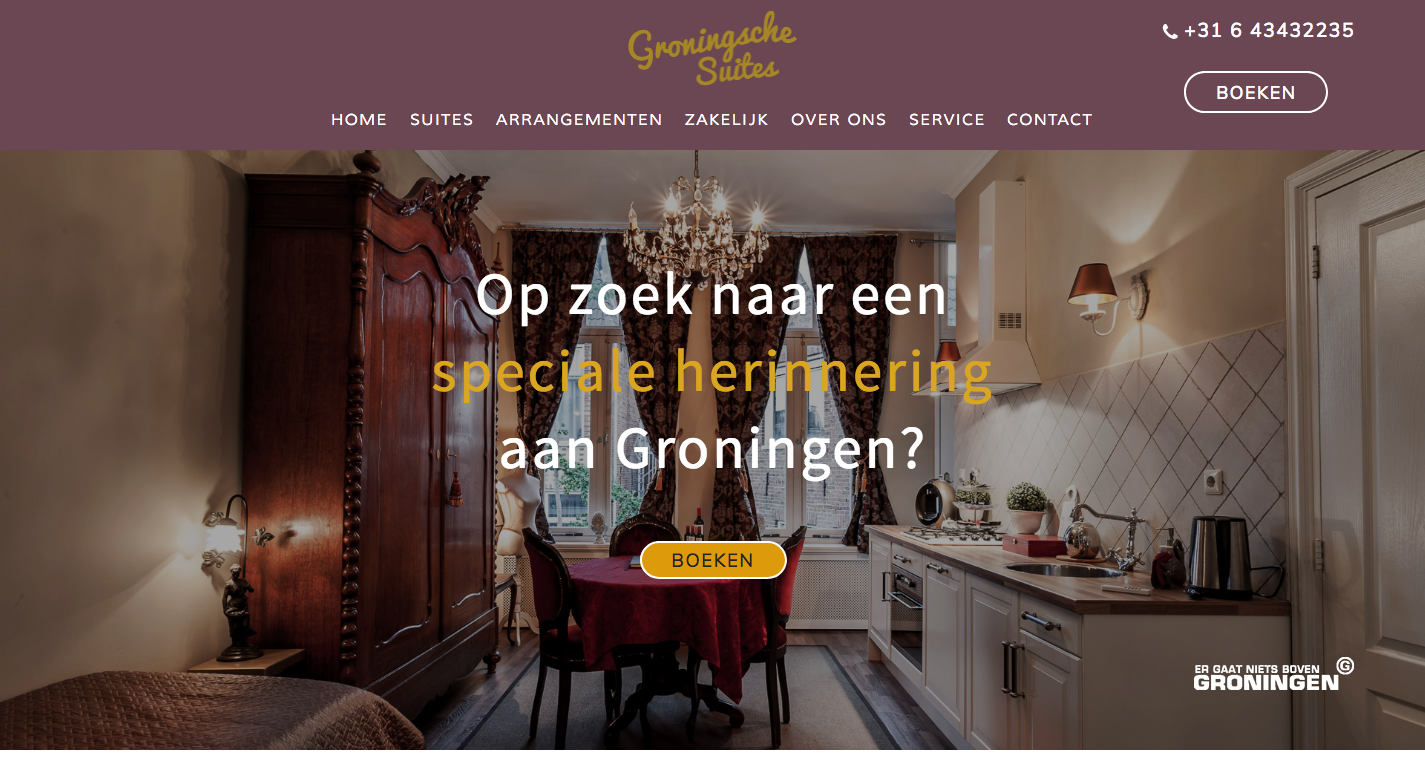 Groningsche
Suites
+31 6 43432235
BOEKEN
HOME SUITES ARRANGEMENTEN ZAKELIJK OVER ONS SERVICE CONTACT
Op zoek naar een
speciale herinnering
aan Groningen?
BOEKEN
ER GAAT NIETS BOVEN G
GRONINGEN